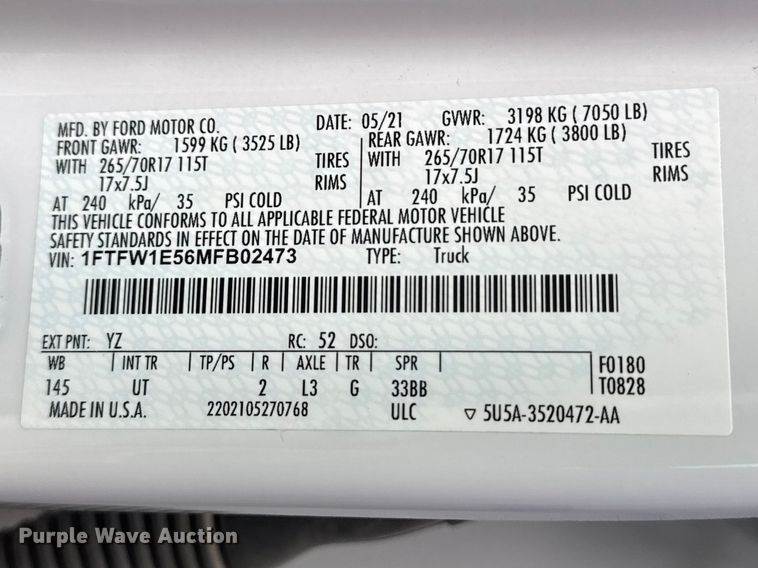 MFD. BY FORD MOTOR CO.
DATE: 05/21 GVWR: 3198 KG ( 7050 LB)
FRONT GAWR: 1599 KG ( 3525 LB)
REAR GAWR: 1724 KG ( 3800 LB)
WITH 265/70R17 115T TIRES
WITH 265/70R17 115T TIRES
17x7.5J RIMS
17x7.5J RIMS
AT 240 kPa/ 35 PSI COLD
AT 240 kPa/ 35 PSI COLD
THIS VEHICLE CONFORMS TO ALL APPLICABLE FEDERAL MOTOR VEHICLE
SAFETY STANDARDS IN EFFECT ON THE DATE OF MANUFACTURE SHOWN ABOVE.
VIN: 1FTFW1E56MFB02473 TYPE: Truck
EXT PNT: YZ RC: 52 DSO:
WB INT TR TP/PS R AXLE TR SPR F0180
145 UT 2 L3 G 33BB T0828
MADE IN U.S.A. 2202105270768 ULC ▽ 5U5A-3520472-AA
Purple Wave Auction